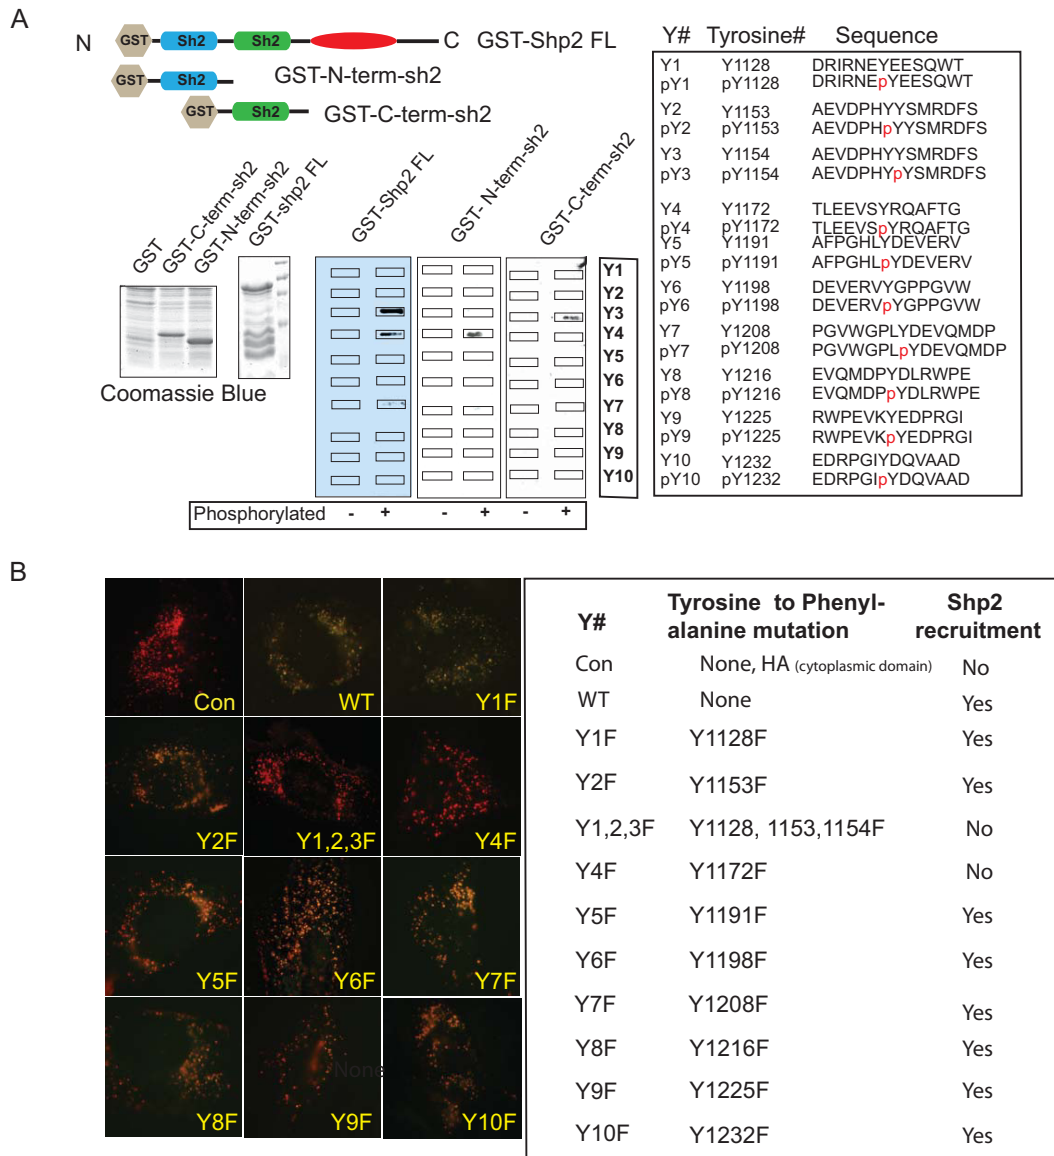 A
N
GST
Sh2
Sh2
C
GST-Shp2 FL
GST
Sh2
GST-N-term-sh2
GST
Sh2
GST-C-term-sh2
GST
GST-C-term-sh2
GST-N-term-sh2
GST-shp2 FL
Coomassie Blue
GST-Shp2 FL
GST- N-term-sh2
GST-C-term-sh2
Y1
Y2
Y3
Y4
Y5
Y6
Y7
Y8
Y9
Y10
Phosphorylated - + - + - +
Y# Tyrosine# Sequence
Y1 Y1128 DRIRNEYEESQWT
pY1 pY1128 DRIRNEpYEESQWT
Y2 Y1153 AEVDPHYYSMRDFS
pY2 pY1153 AEVDPHpYYSMRDFS
Y3 Y1154 AEVDPHYYSMRDFS
pY3 pY1154 AEVDPHYpYSMRDFS
Y4 Y1172 TLEEVSYRQAFTG
pY4 pY1172 TLEEVSpYRQAFTG
Y5 Y1191 AFPGHLYDEVERV
pY5 pY1191 AFPGHLpYDEVERV
Y6 Y1198 DEVERVYGPPGVW
pY6 pY1198 DEVERVpYGPPGVW
Y7 Y1208 PGVWGPLYDEVQMDP
pY7 pY1208 PGVWGPLpYDEVQMDP
Y8 Y1216 EVQMDPYDLRWPE
pY8 pY1216 EVQMDPpYDLRWPE
Y9 Y1225 RWPEVKYEDPRGI
pY9 pY1225 RWPEVKpYEDPRGI
Y10 Y1232 EDRPGIYDQVAAD
pY10 pY1232 EDRPGIpYDQVAAD
B
Con
WT
Y1F
Y2F
Y1,2,3F
Y4F
Y5F
Y6F
Y7F
Y8F
None
Y9F
Y10F
Y# Tyrosine to Phenyl-
alanine mutation
Shp2
recruitment
Con None, HA (cytoplasmic domain) No
WT None Yes
Y1F Y1128F Yes
Y2F Y1153F Yes
Y1,2,3F Y1128, 1153,1154F No
Y4F Y1172F No
Y5F Y1191F Yes
Y6F Y1198F Yes
Y7F Y1208F Yes
Y8F Y1216F Yes
Y9F Y1225F Yes
Y10F Y1232F Yes